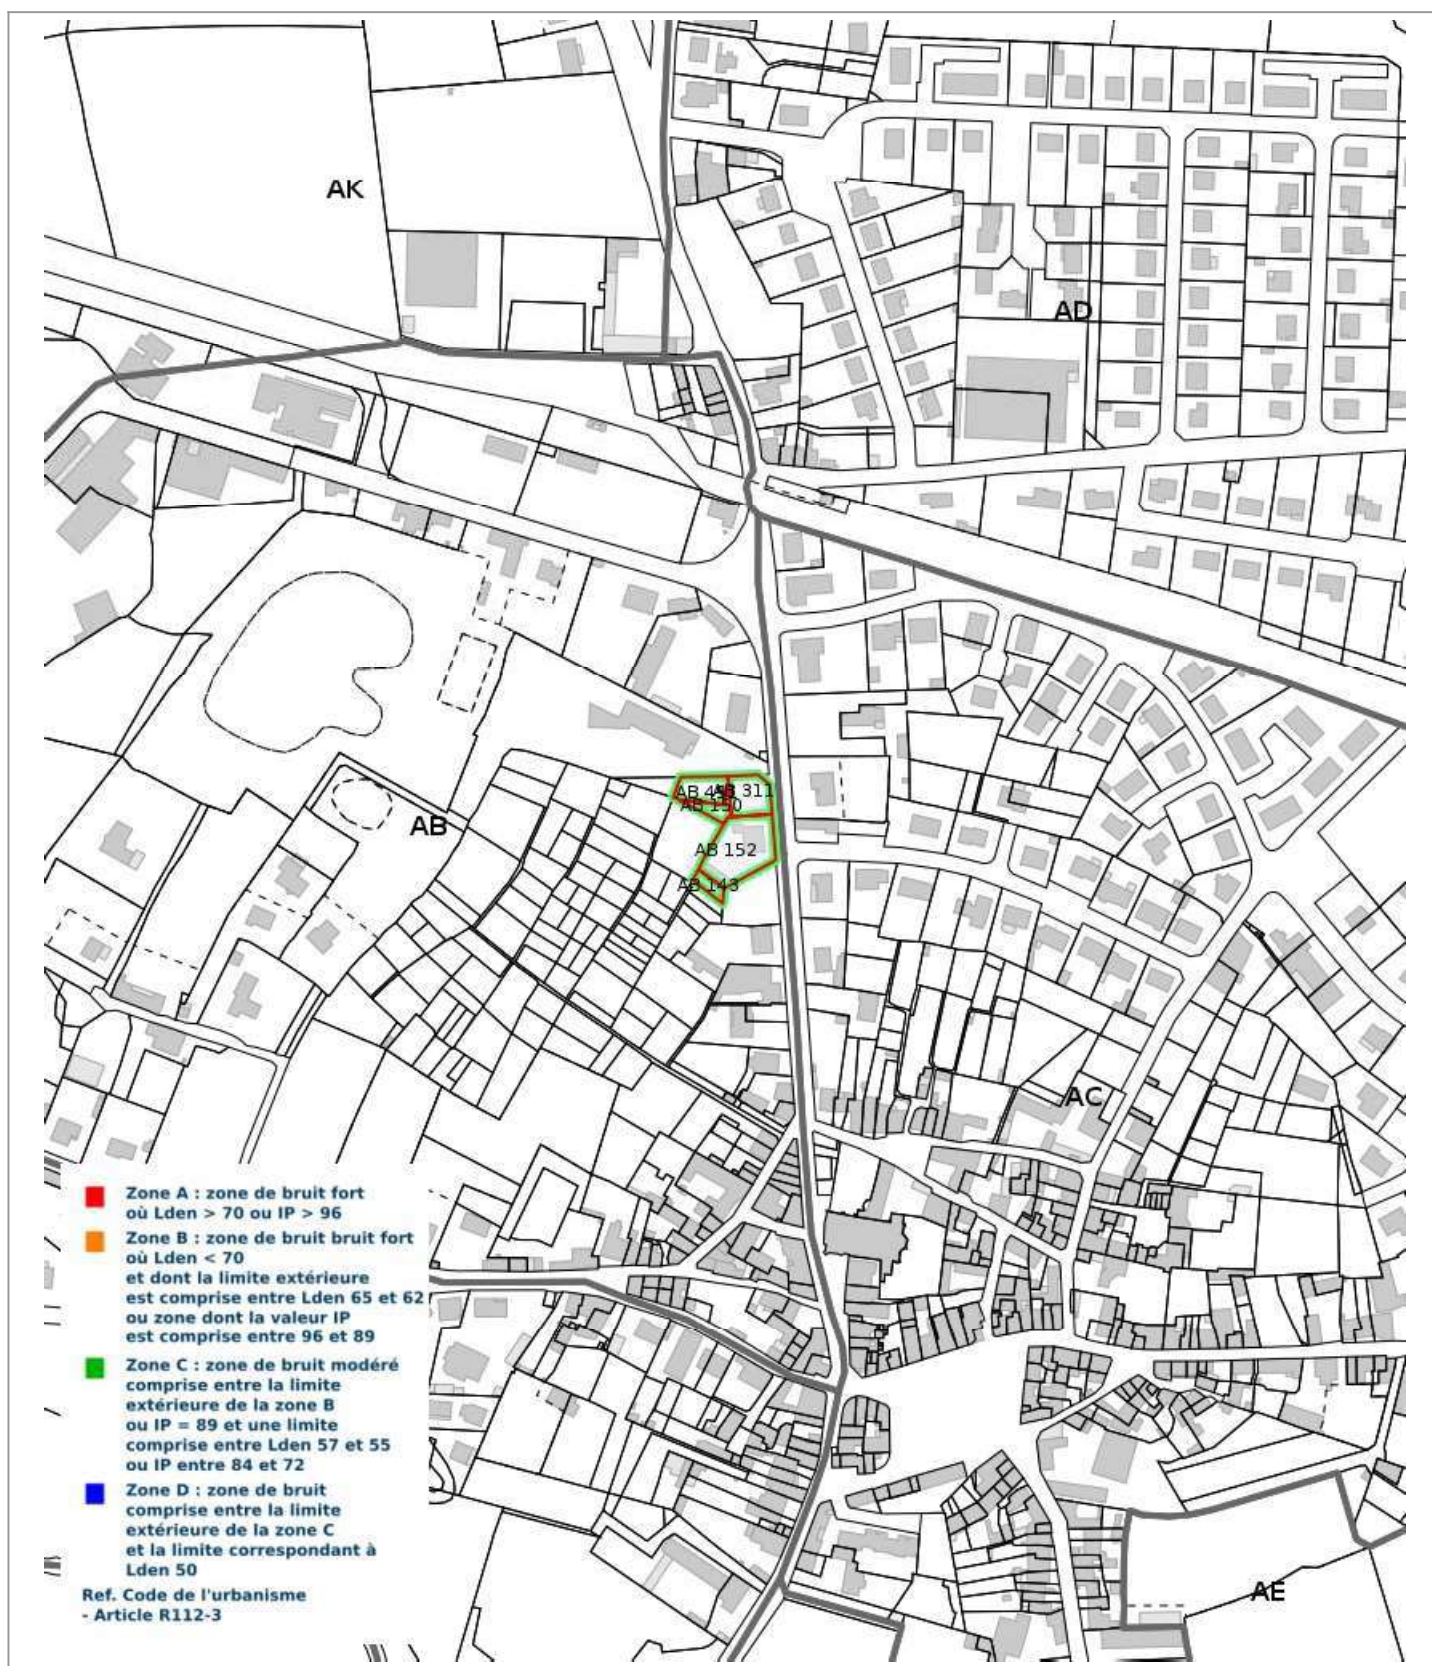 AK
AD
AB 311
AB 150
AB
AB 152
AB 143
AC
Zone A : zone de bruit fort
où Lden > 70 ou IP > 96
Zone B : zone de bruit bruit fort
où Lden < 70
et dont la limite extérieure
est comprise entre Lden 65 et 62
ou zone dont la valeur IP
est comprise entre 96 et 89
Zone C : zone de bruit modéré
comprise entre la limite
extérieure de la zone B
ou IP = 89 et une limite
comprise entre Lden 57 et 55
ou IP entre 84 et 72
Zone D : zone de bruit
comprise entre la limite
extérieure de la zone C
et la limite correspondant à
Lden 50
Ref. Code de l'urbanisme
- Article R112-3
AE